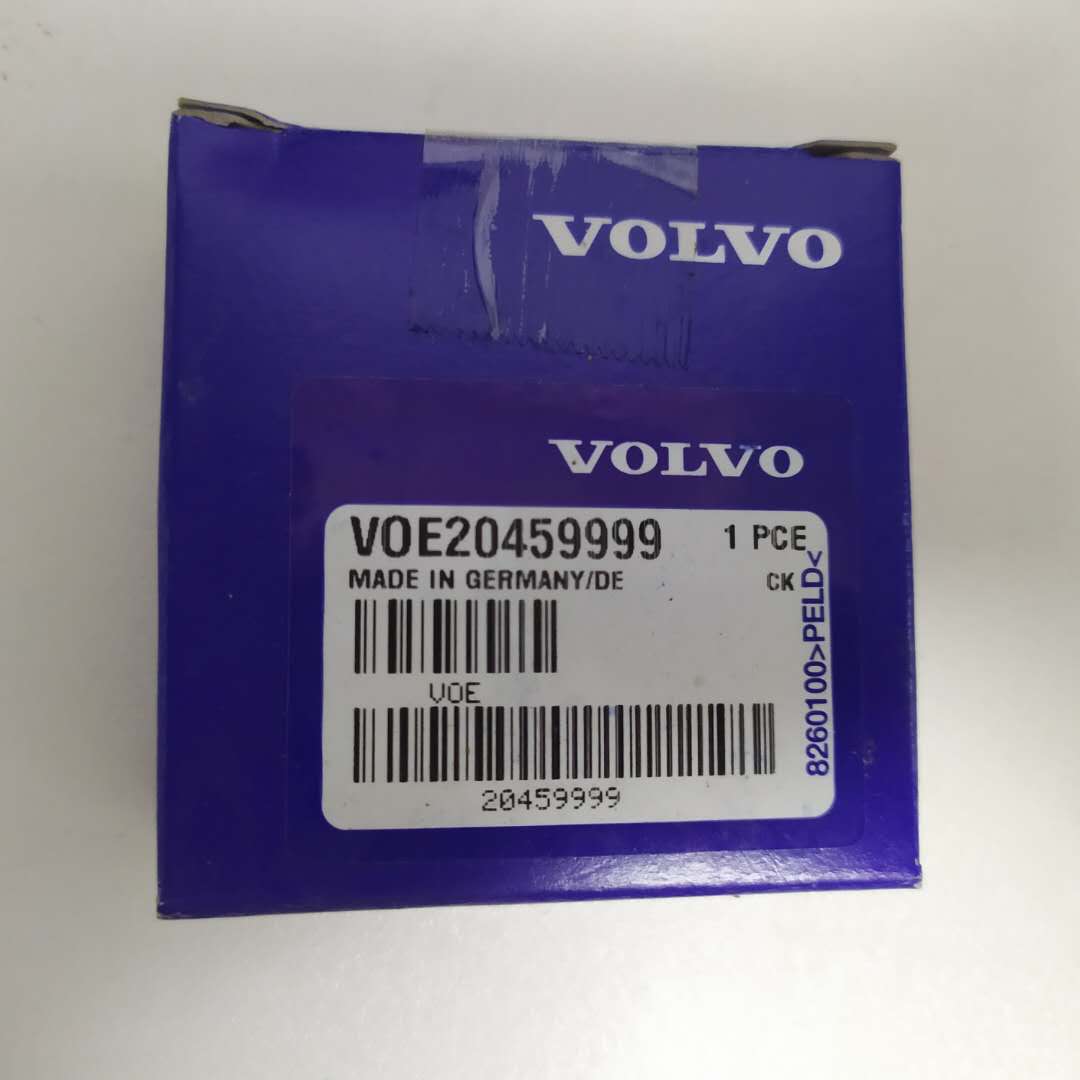 VOLVO
VOLVO
VOE20459999 1 PCE
MADE IN GERMANY/DE CK
VOE
20459999
8260100>PELD<